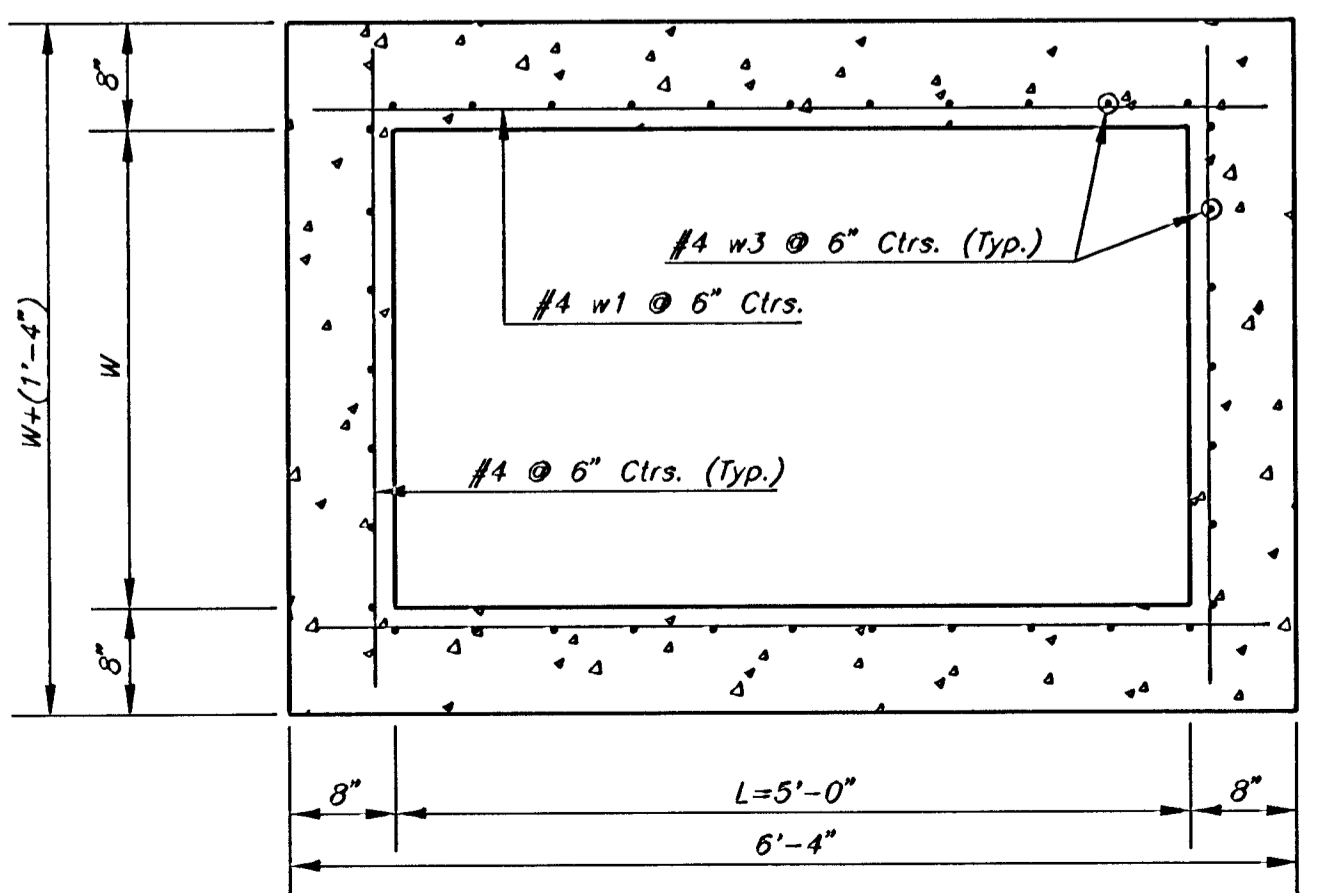 8"
#4 w3 @ 6" Ctrs. (Typ.)
#4 w1 @ 6" Ctrs.
W+(1'-4")
W
#4 @ 6" Ctrs. (Typ.)
8"
8"
L=5'-0"
8"
6'-4"